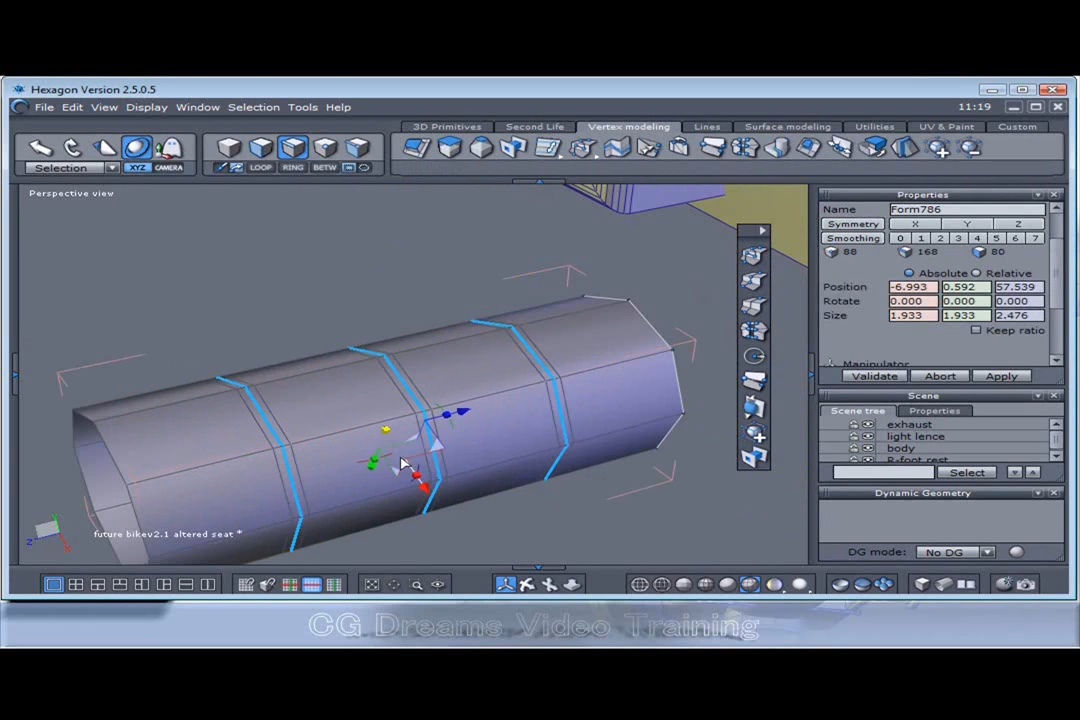 Hexagon Version 2.5.0.5
File Edit View Display Window Selection Tools Help 11:19
3D Primitives Second Life Vertex modeling Lines Surface modeling Utilities UV & Paint Custom
Selection XYZ CAMERA LOOP RING BETW
Perspective view
Properties
Name Form786
Symmetry X Y Z
Smoothing 0 1 2 3 4 5 6 7
88 168 80
Absolute Relative
Position -6.993 0.592 57.539
Rotate 0.000 0.000 0.000
Size 1.933 1.933 2.476
Keep ratio
Manipulator
Validate Abort Apply
Scene
Scene tree Properties
exhaust
light lence
body
R-foot rest
Select
Dynamic Geometry
DG mode: No DG
Y
Z X
future bikev2.1 altered seat *
CG Dreams Video Training